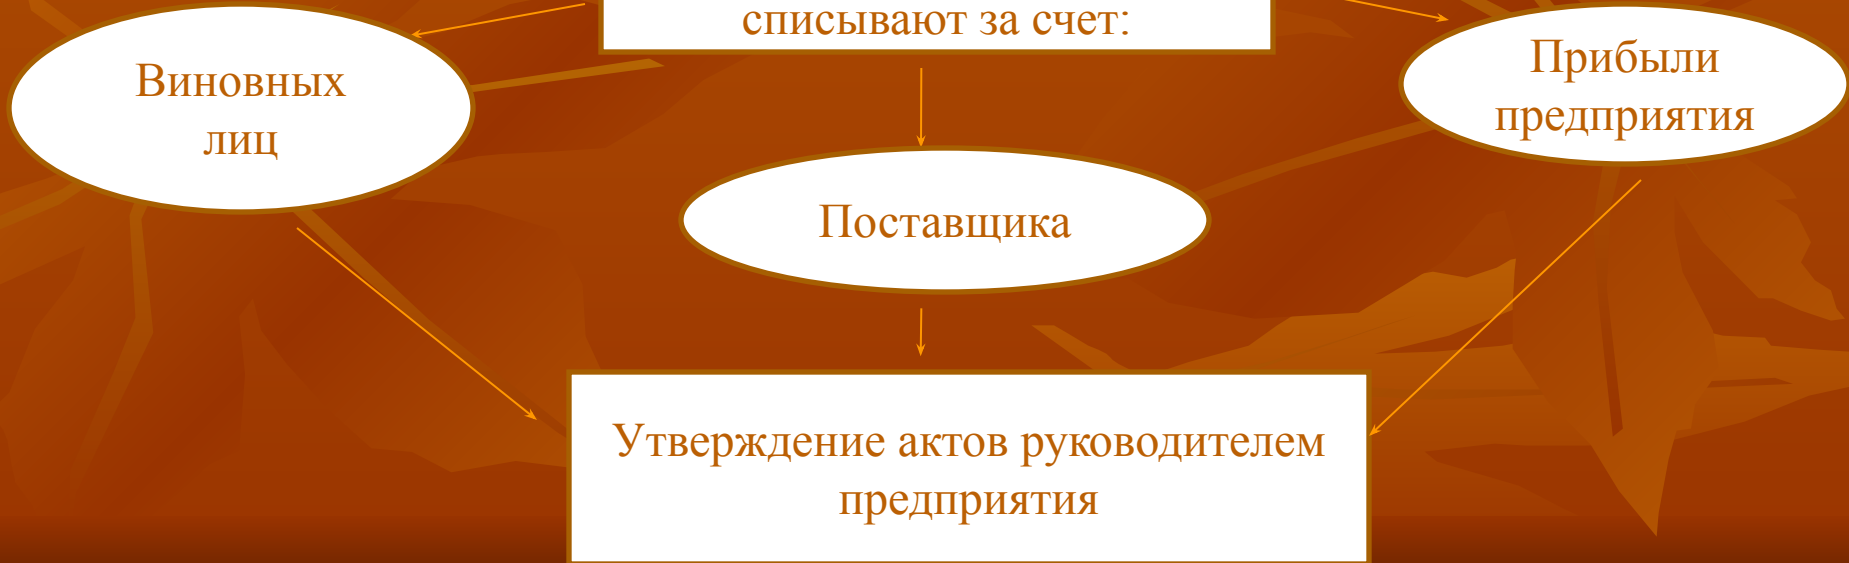 списывают за счет:
Виновных
лиц
Прибыли
предприятия
Поставщика
Утверждение актов руководителем
предприятия